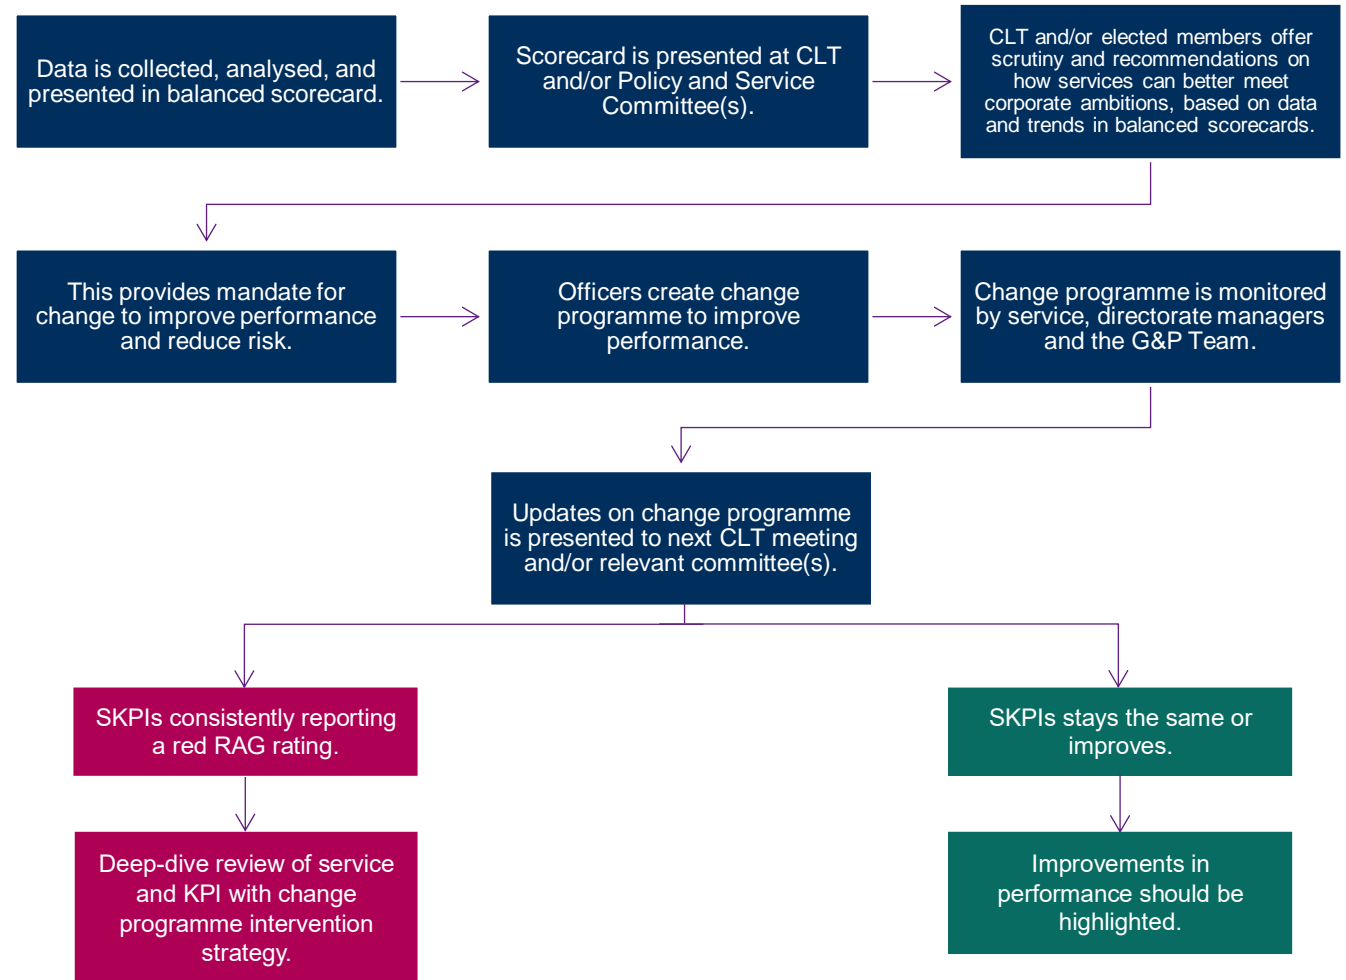 Data is collected, analysed, and
presented in balanced scorecard.
Scorecard is presented at CLT
and/or Policy and Service
Committee(s).
CLT and/or elected members offer
scrutiny and recommendations on
how services can better meet
corporate ambitions, based on data
and trends in balanced scorecards.
This provides mandate for
change to improve performance
and reduce risk.
Officers create change
programme to improve
performance.
Change programme is monitored
by service, directorate managers
and the G&P Team.
Updates on change programme
is presented to next CLT meeting
and/or relevant committee(s).
SKPIs consistently reporting
a red RAG rating.
SKPIs stays the same or
improves.
Deep-dive review of service
and KPI with change
programme intervention
strategy.
Improvements in
performance should be
highlighted.